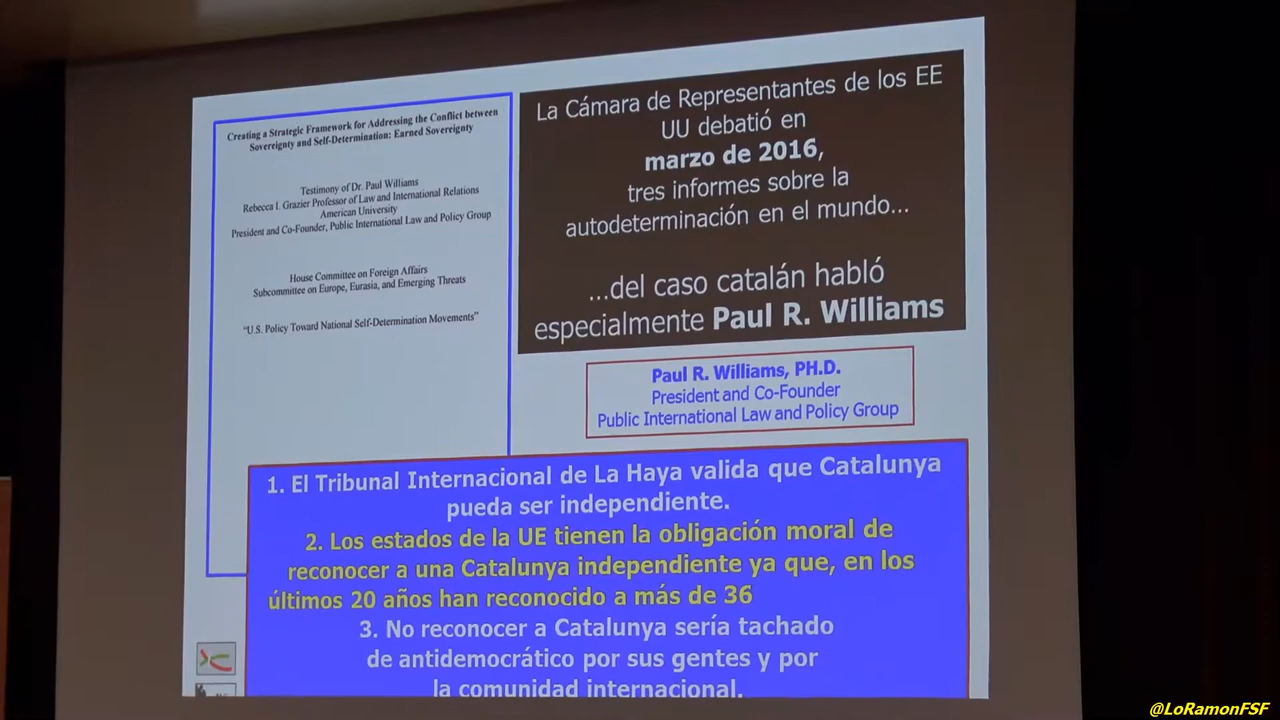 Creating a Strategic Framework for Addressing the Conflict between
Sovereignty and Self-Determination: Earned Sovereignty
Testimony of Dr. Paul Williams
Rebecca I. Grazier Professor of Law and International Relations
American University
President and Co-Founder, Public International Law and Policy Group
House Committee on Foreign Affairs
Subcommittee on Europe, Eurasia, and Emerging Threats
“U.S. Policy Toward National Self-Determination Movements”
La Cámara de Representantes de los EE
UU debatió en
marzo de 2016,
tres informes sobre la
autodeterminación en el mundo...
...del caso catalán habló
especialmente Paul R. Williams
Paul R. Williams, PH.D.
President and Co-Founder
Public International Law and Policy Group
1. El Tribunal Internacional de La Haya valida que Catalunya
pueda ser independiente.
2. Los estados de la UE tienen la obligación moral de
reconocer a una Catalunya independiente ya que, en los
últimos 20 años han reconocido a más de 36
3. No reconocer a Catalunya sería tachado
de antidemocrático por sus gentes y por
la comunidad internacional.
@LoRamonFSF